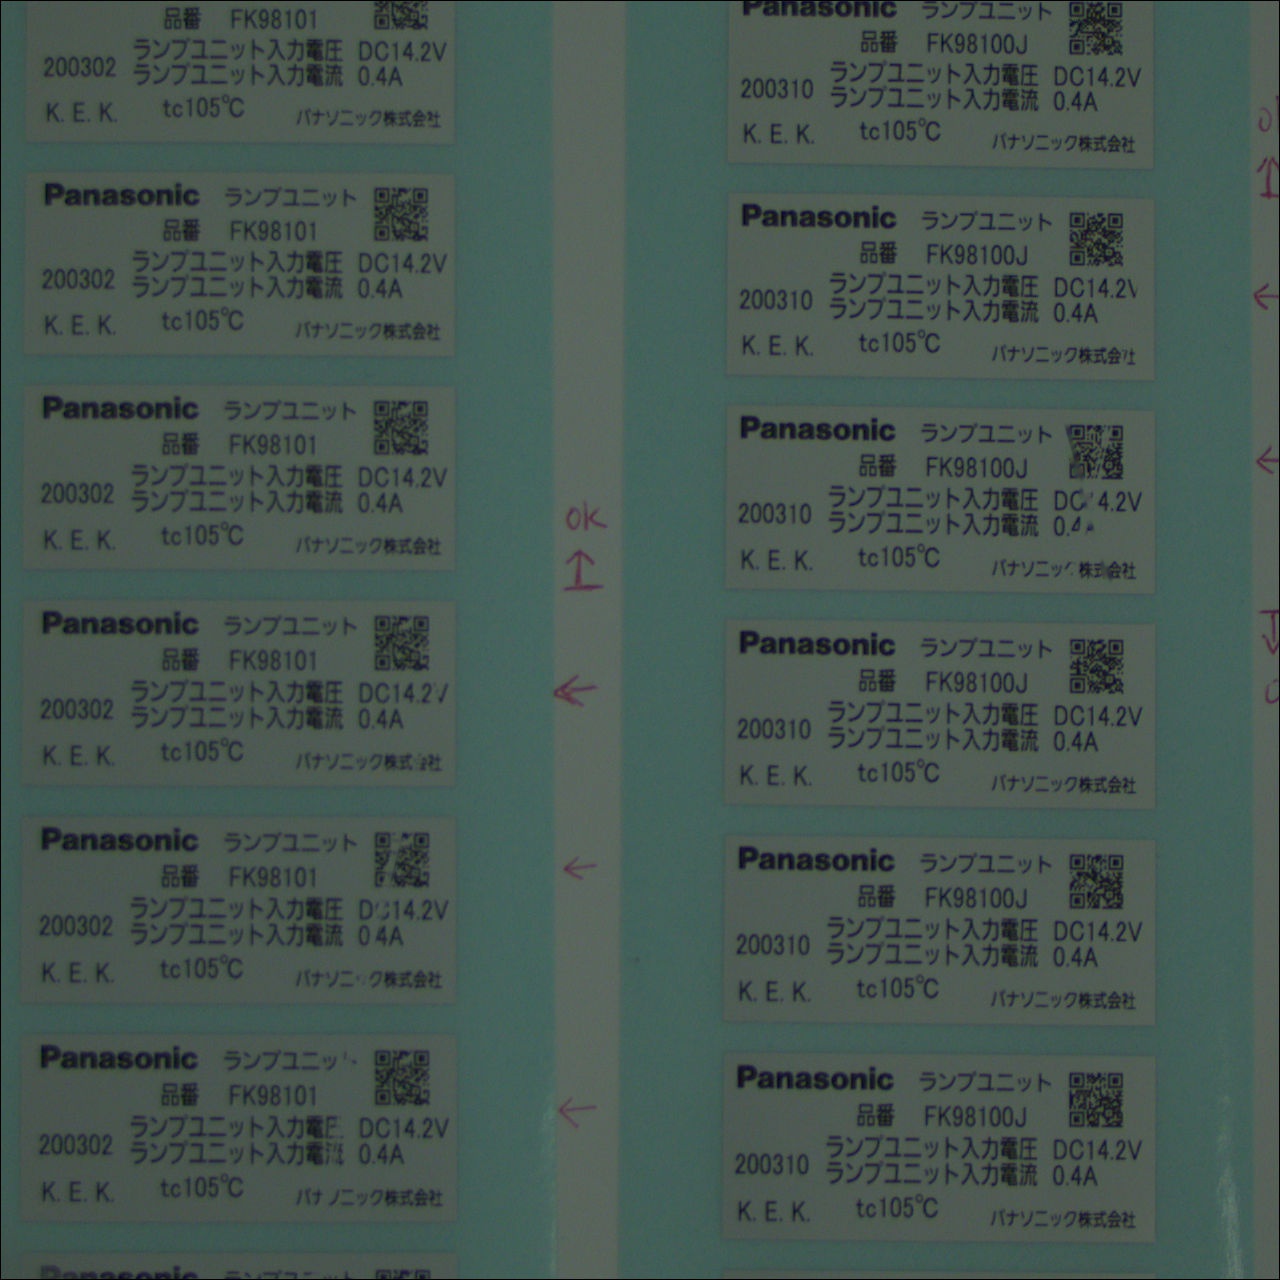 FK98101
ランプユニット入力電圧 DC14.2V
200302
ランプユニット入力電流 0.4A
K. E. K. tc105℃ パナソニック株式会社
Panasonic ランプユニット
品番 FK98101
ランプユニット入力電圧 DC14.2V
200302
ランプユニット入力電流 0.4A
K. E. K. tc105℃ パナソニック株式会社
Panasonic ランプユニット
品番 FK98101
ランプユニット入力電圧 DC14.2V
200302
ランプユニット入力電流 0.4A
K. E. K. tc105℃ パナソニック株式会社
Panasonic ランプユニット
品番 FK98101
ランプユニット入力電圧 DC14.2V
200302
ランプユニット入力電流 0.4A
K. E. K. tc105℃ パナソニック株式会社
Panasonic ランプユニット
品番 FK98101
ランプユニット入力電圧 DC14.2V
200302
ランプユニット入力電流 0 4A
K. E. K. tc105℃ パナソニック株式会社
Panasonic ランプユニッ
品番 FK98101
ランプユニット入力電圧 DC14.2V
200302
ランプユニット入力電流 0.4A
K. E. K. tc105℃ パナソニック株式会社
Panasonic
OK
Panasonic ランプユニット
品番 FK98100J
ランプユニット入力電圧 DC14.2V
200310
ランプユニット入力電流 0.4A
K. E. K. tc105℃ パナソニック株式会社
Panasonic ランプユニット
品番 FK98100J
ランプユニット入力電圧 DC14.2V
200310
ランプユニット入力電流 0.4A
K. E. K. tc105℃ パナソニック株式会社
Panasonic ランプユニット
品番 FK98100J
ランプユニット入力電圧 DC 4.2V
200310
ランプユニット入力電流 0.4
K. E. K. tc105℃ パナソニック株式会社
Panasonic ランプユニット
品番 FK98100J
ランプユニット入力電圧 DC14.2V
200310
ランプユニット入力電流 0.4A
K. E. K. tc105℃ パナソニック株式会社
Panasonic ランプユニット
品番 FK98100J
ランプユニット入力電圧 DC14.2V
200310
ランプユニット入力電流 0.4A
K. E. K. tc105℃ パナソニック株式会社
Panasonic ランプユニット
品番 FK98100J
ランプユニット入力電圧 DC14.2V
200310
ランプユニット入力電流 0.4A
K. E. K. tc105℃ パナソニック株式会社